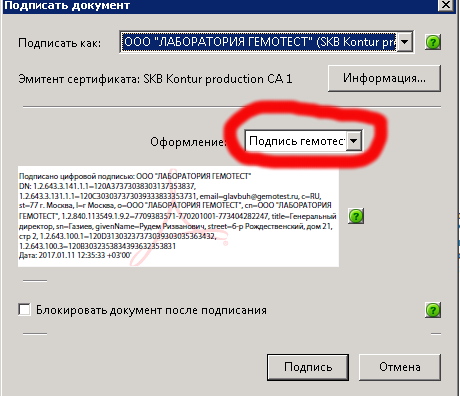 Подписать документ
Подписать как: ООО "ЛАБОРАТОРИЯ ГЕМОТЕСТ" (SKB Kontur pr
Эмитент сертификата: SKB Kontur production CA 1 Информация...
Оформление: Подпись гемотес
Подписано цифровой подписью: ООО "ЛАБОРАТОРИЯ ГЕМОТЕСТ"
DN: 1.2.643.3.141.1.1=120A3737303830313735383­7,
1.2.643.3.131.1.1=120C303037373039333833353731, email=glavbuh@gemotest.ru, c=RU,
st=77 г. Москва, l=г Москва, o=ООО "ЛАБОРАТОРИЯ ГЕМОТЕСТ", cn=ООО "ЛАБОРАТОРИЯ
ГЕМОТЕСТ", 1.2.840.113549.1.9.2=7709383571-770201001-773404282247, title=Генеральный
директор, sn=Газиев, givenName=Рудем Ризванович, street=б-р Рождественский, дом 21,
стр 2, 1.2.643.100.1=120D31303237373039303035363432,
1.2.643.100.3=120B3032353834393632353831
Дата: 2017.01.11 12:35:33 +03'00'
Блокировать документ после подписания
Подпись Отмена